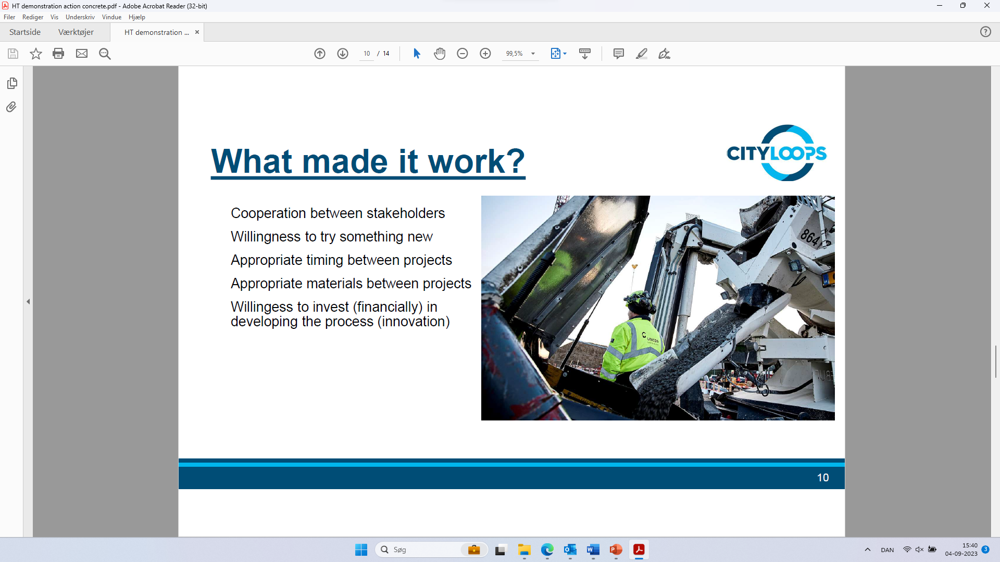 HT demonstration action concrete.pdf - Adobe Acrobat Reader (32-bit)
Filer Rediger Vis Underskriv Vindue Hjælp
Startside Værktøjer HT demonstration ...
10 / 14 99,5%
CITYLOOPS
What made it work?
Cooperation between stakeholders
Willingness to try something new
Appropriate timing between projects
Appropriate materials between projects
Willingess to invest (financially) in
developing the process (innovation)
864
UNICON
10
Søg
DAN
15:40
04-09-2023
3